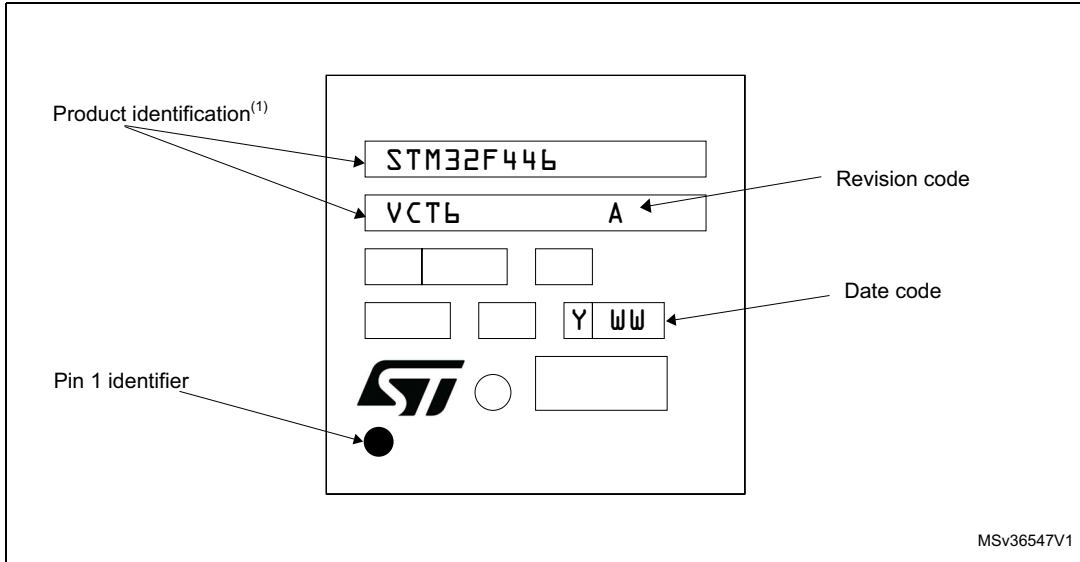 Product identification(1)
STM32F446
Revision code
VCT6 A
Date code
Y WW
Pin 1 identifier
ST
MSv36547V1